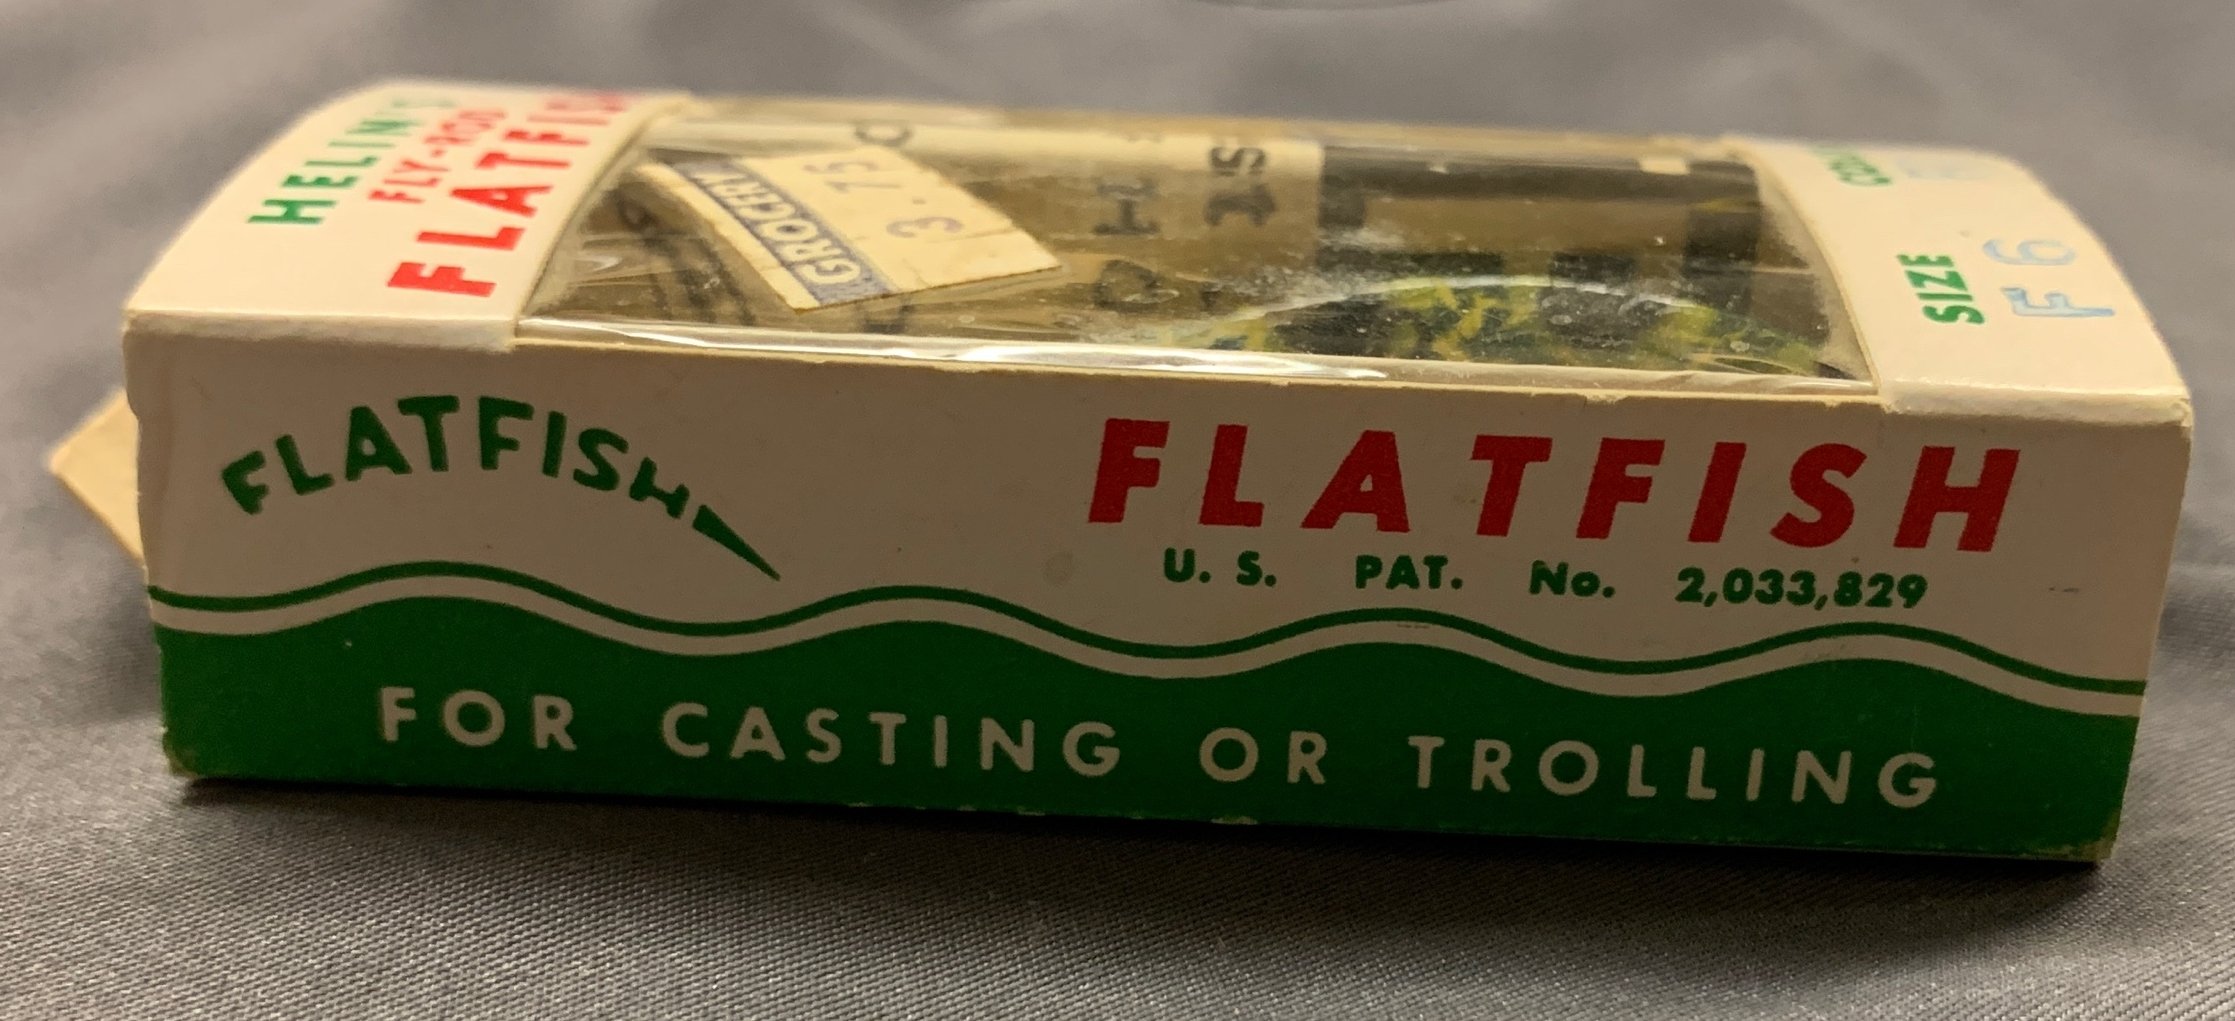 HELIN'S
FLY-ROD
FLATFISH
GROCERY
3.75
SIZE
F6
FLATFISH
FLATFISH
U. S. PAT. No. 2,033,829
FOR CASTING OR TROLLING